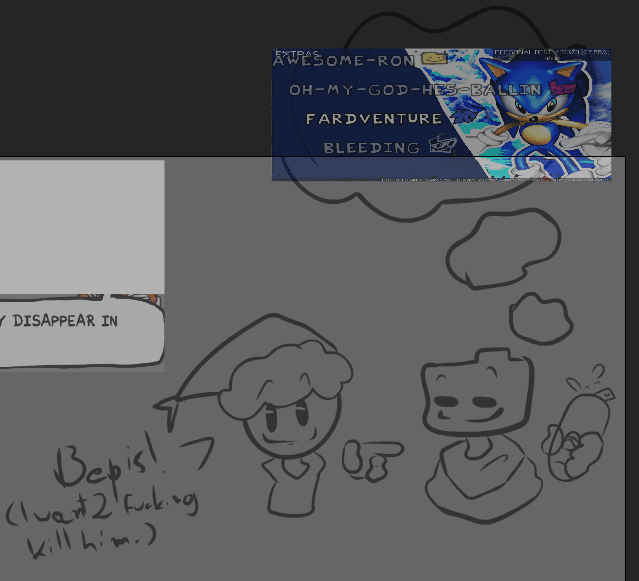 EXTRAS
AWESOME-RON
OH-MY-GOD-HES-BALLIN
FARDVENTURE
BLEEDING
Y DISAPPEAR IN
Bepis!
(I want 2 fucking
kill him.)